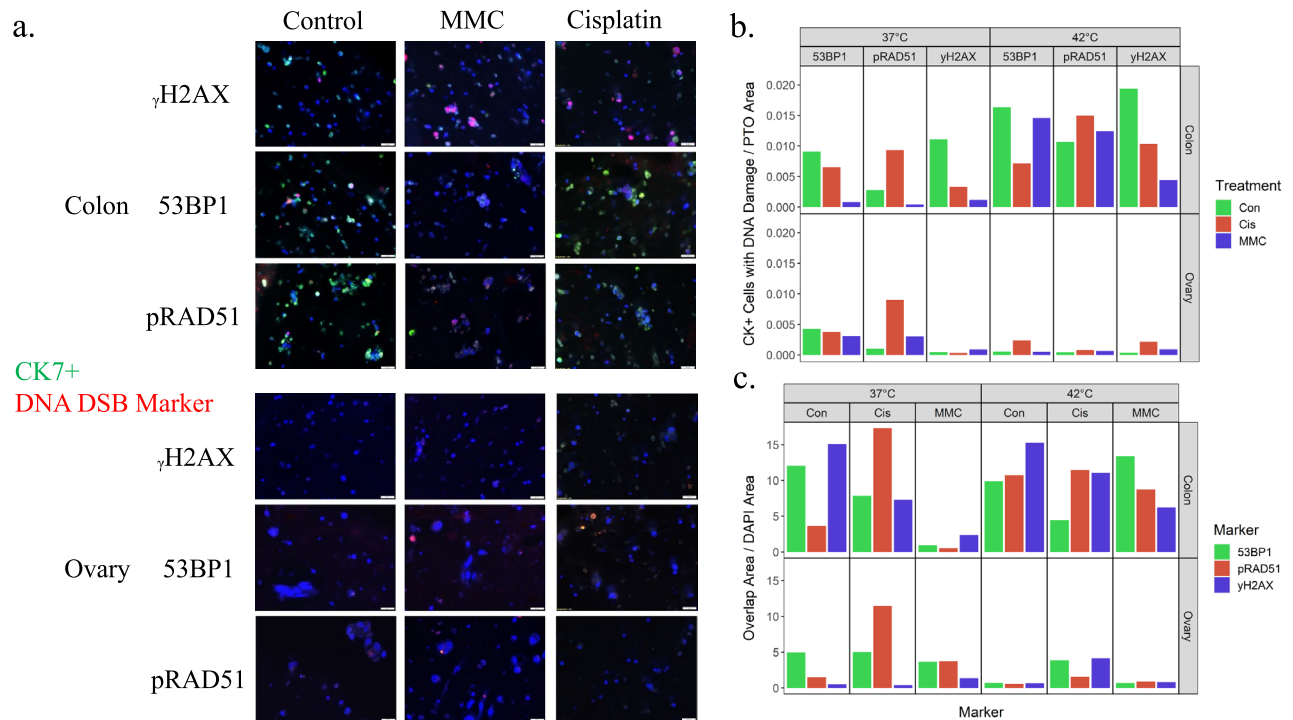 a.
Control MMC Cisplatin
γH2AX
Colon 53BP1
pRAD51
CK7+
DNA DSB Marker
γH2AX
Ovary 53BP1
pRAD51
b.
37°C 42°C
53BP1 pRAD51 yH2AX 53BP1 pRAD51 yH2AX
CK+ Cells with DNA Damage / PTO Area
0.020
0.015
0.010
0.005
0.000
Colon
0.020
0.015
0.010
0.005
0.000
Ovary
Treatment
Con
Cis
MMC
c.
37°C 42°C
Con Cis MMC Con Cis MMC
Overlap Area / DAPI Area
15
10
5
0
Colon
15
10
5
0
Ovary
Marker
Marker
53BP1
pRAD51
yH2AX